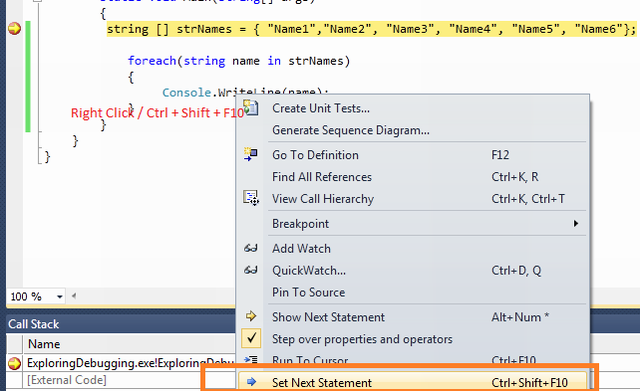 static void Main(string[] args)
{
string [] strNames = { "Name1","Name2", "Name3", "Name4", "Name5", "Name6"};
foreach(string name in strNames)
{
Console.WriteLine(name);
}
Right Click / Ctrl + Shift + F10
}
}
}
Create Unit Tests...
Generate Sequence Diagram...
Go To Definition F12
Find All References Ctrl+K, R
View Call Hierarchy Ctrl+K, Ctrl+T
Breakpoint
Add Watch
QuickWatch... Ctrl+D, Q
Pin To Source
Show Next Statement Alt+Num *
Step over properties and operators
Run To Cursor Ctrl+F10
Set Next Statement Ctrl+Shift+F10
100 %
Call Stack
Name
ExploringDebugging.exe!ExploringDebu
[External Code]